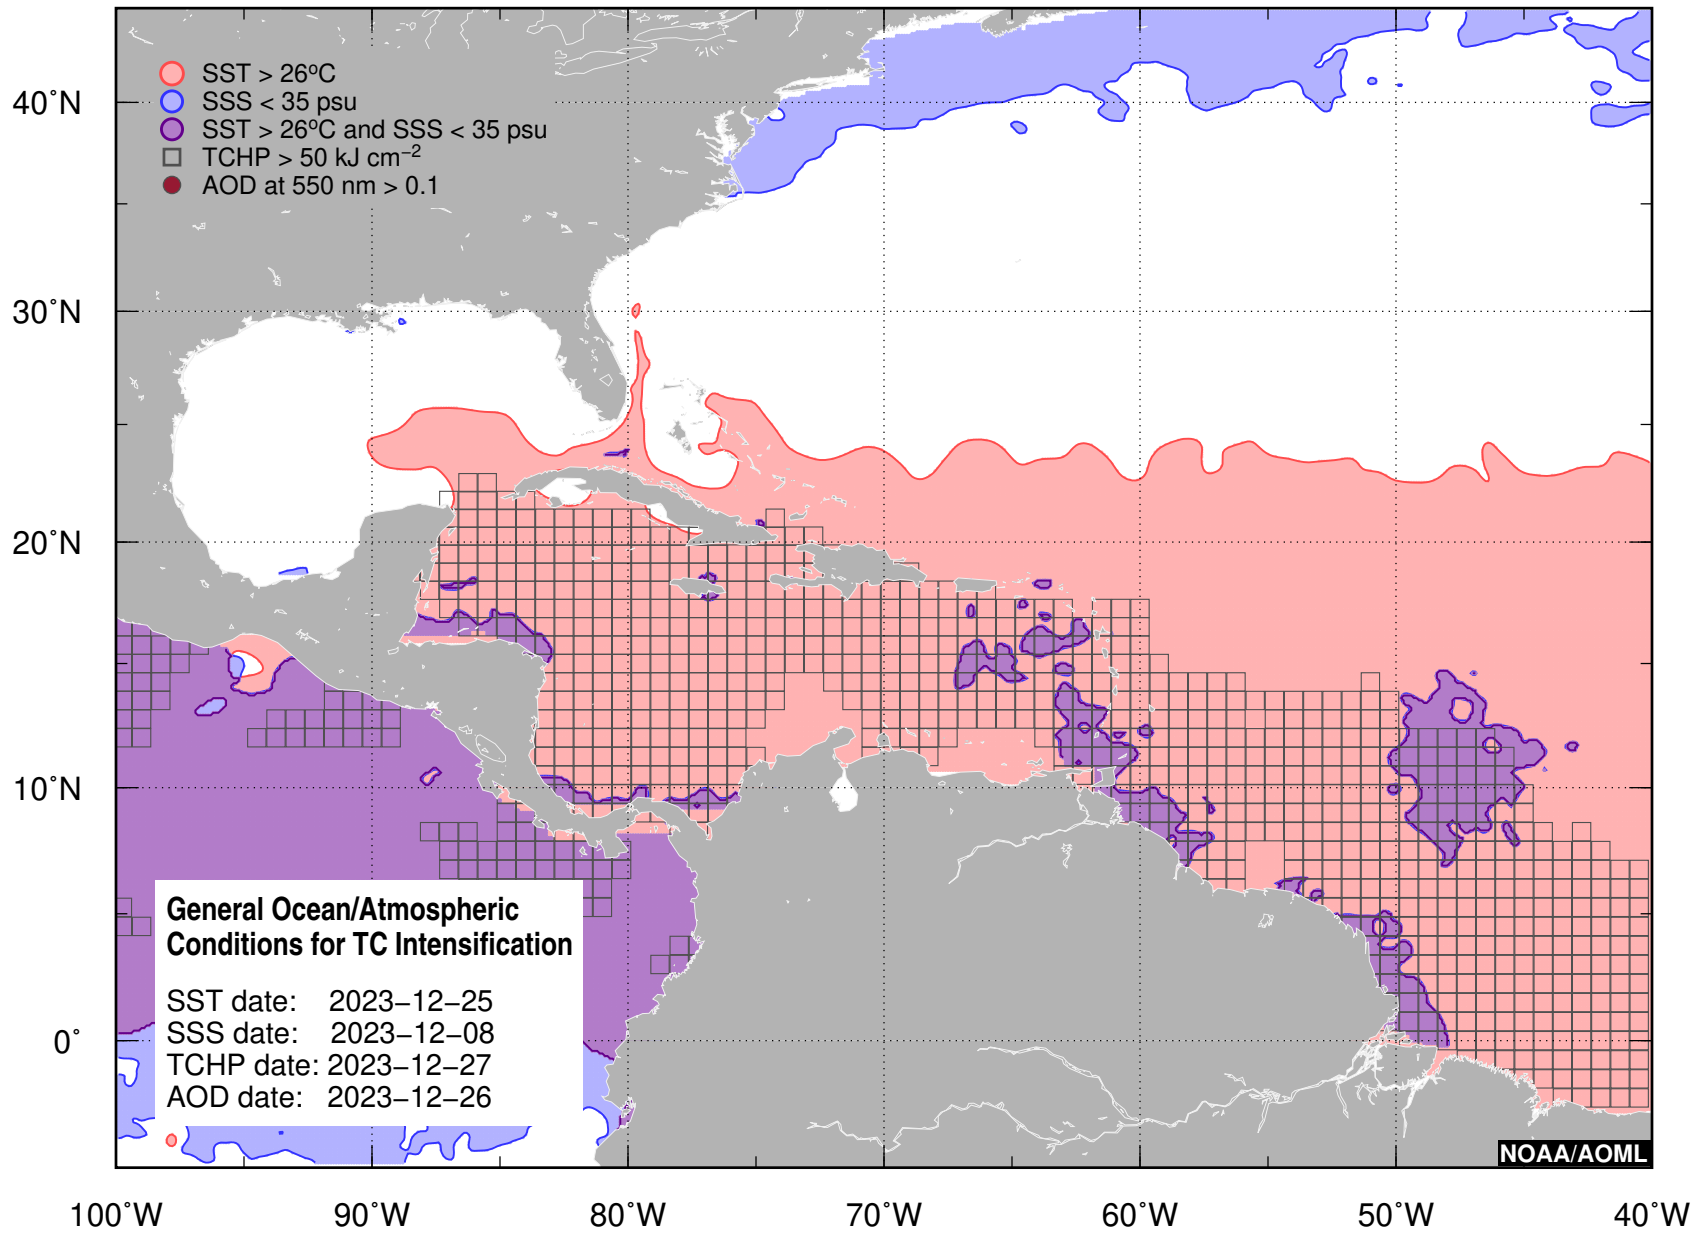 SST > 26ºC
SSS < 35 psu
SST > 26ºC and SSS < 35 psu
TCHP > 50 kJ cm−2
AOD at 550 nm > 0.1
40˚N
30˚N
20˚N
10˚N
0˚
General Ocean/Atmospheric
Conditions for TC Intensification
SST date: 2023−12−25
SSS date: 2023−12−08
TCHP date: 2023−12−27
AOD date: 2023−12−26
NOAA/AOML
100˚W 90˚W 80˚W 70˚W 60˚W 50˚W 40˚W